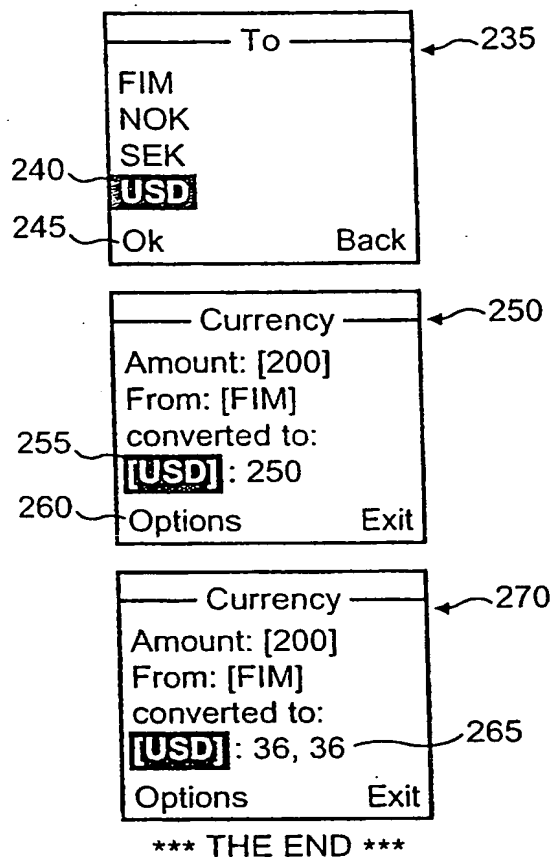 To
235
FIM
NOK
SEK
240
USD
245
Ok Back
Currency
250
Amount: [200]
From: [FIM]
converted to:
255
[USD] : 250
260
Options Exit
Currency
270
Amount: [200]
From: [FIM]
converted to:
[USD] : 36, 36
265
Options Exit
*** THE END ***